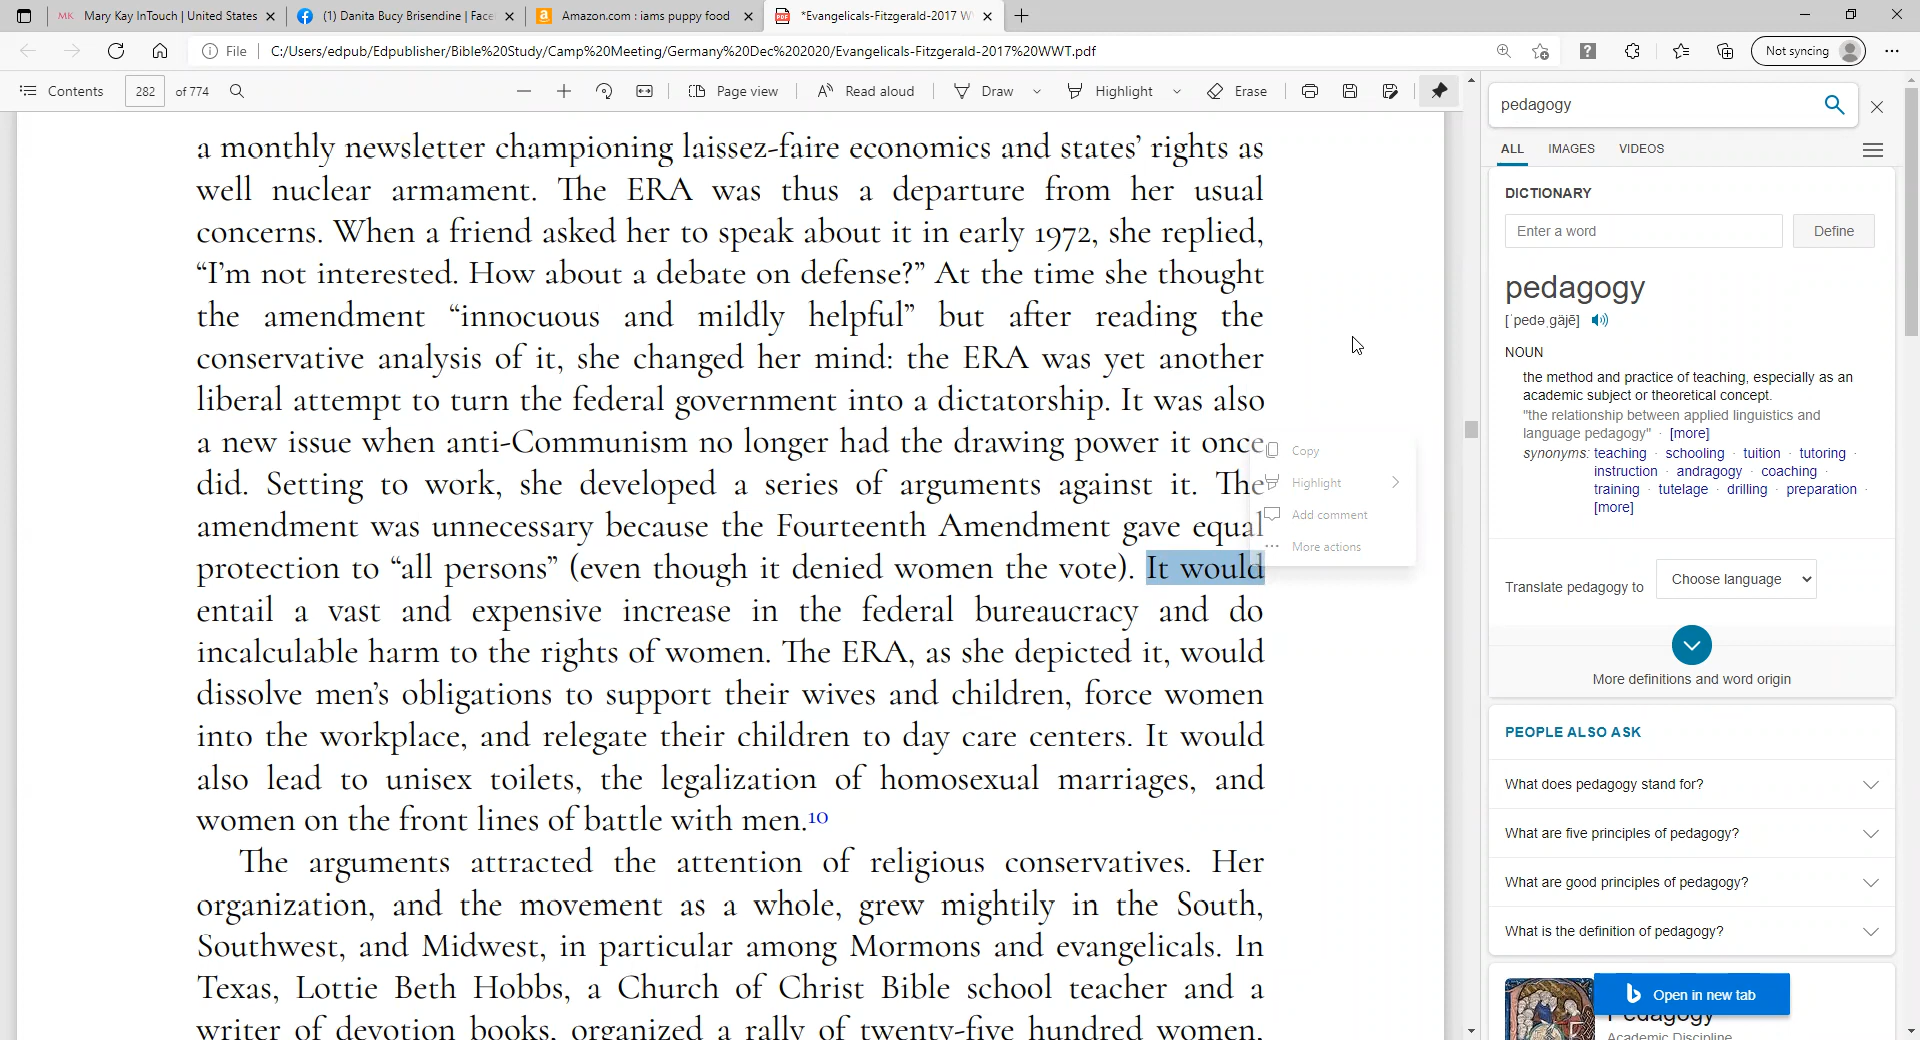 MK Mary Kay InTouch | United States
(1) Danita Bucy Brisendine | Face
Amazon.com : iams puppy food
*Evangelicals-Fitzgerald-2017 W
File
C:/Users/edpub/Edpublisher/Bible%20Study/Camp%20Meeting/Germany%20Dec%202020/Evangelicals-Fitzgerald-2017%20WWT.pdf
Not syncing
Contents
282 of 774
Page view
Read aloud
Draw
Highlight
Erase
a monthly newsletter championing laissez-faire economics and states’ rights as
well nuclear armament. The ERA was thus a departure from her usual
concerns. When a friend asked her to speak about it in early 1972, she replied,
“I’m not interested. How about a debate on defense?” At the time she thought
the amendment “innocuous and mildly helpful” but after reading the
conservative analysis of it, she changed her mind: the ERA was yet another
liberal attempt to turn the federal government into a dictatorship. It was also
a new issue when anti-Communism no longer had the drawing power it once
did. Setting to work, she developed a series of arguments against it. The
amendment was unnecessary because the Fourteenth Amendment gave equal
protection to “all persons” (even though it denied women the vote). It would
entail a vast and expensive increase in the federal bureaucracy and do
incalculable harm to the rights of women. The ERA, as she depicted it, would
dissolve men’s obligations to support their wives and children, force women
into the workplace, and relegate their children to day care centers. It would
also lead to unisex toilets, the legalization of homosexual marriages, and
women on the front lines of battle with men.10
The arguments attracted the attention of religious conservatives. Her
organization, and the movement as a whole, grew mightily in the South,
Southwest, and Midwest, in particular among Mormons and evangelicals. In
Texas, Lottie Beth Hobbs, a Church of Christ Bible school teacher and a
writer of devotion books, organized a rally of twenty-five hundred women,
Copy
Highlight
Add comment
More actions
pedagogy
ALL IMAGES VIDEOS
DICTIONARY
Enter a word
Define
pedagogy
[ˈpedəˌɡäjē]
NOUN
the method and practice of teaching, especially as an
academic subject or theoretical concept.
"the relationship between applied linguistics and
language pedagogy" · [more]
synonyms: teaching · schooling · tuition · tutoring ·
instruction · andragogy · coaching ·
training · tutelage · drilling · preparation ·
[more]
Translate pedagogy to
Choose language
More definitions and word origin
PEOPLE ALSO ASK
What does pedagogy stand for?
What are five principles of pedagogy?
What are good principles of pedagogy?
What is the definition of pedagogy?
Open in new tab
Pedagogy
Academic Discipline